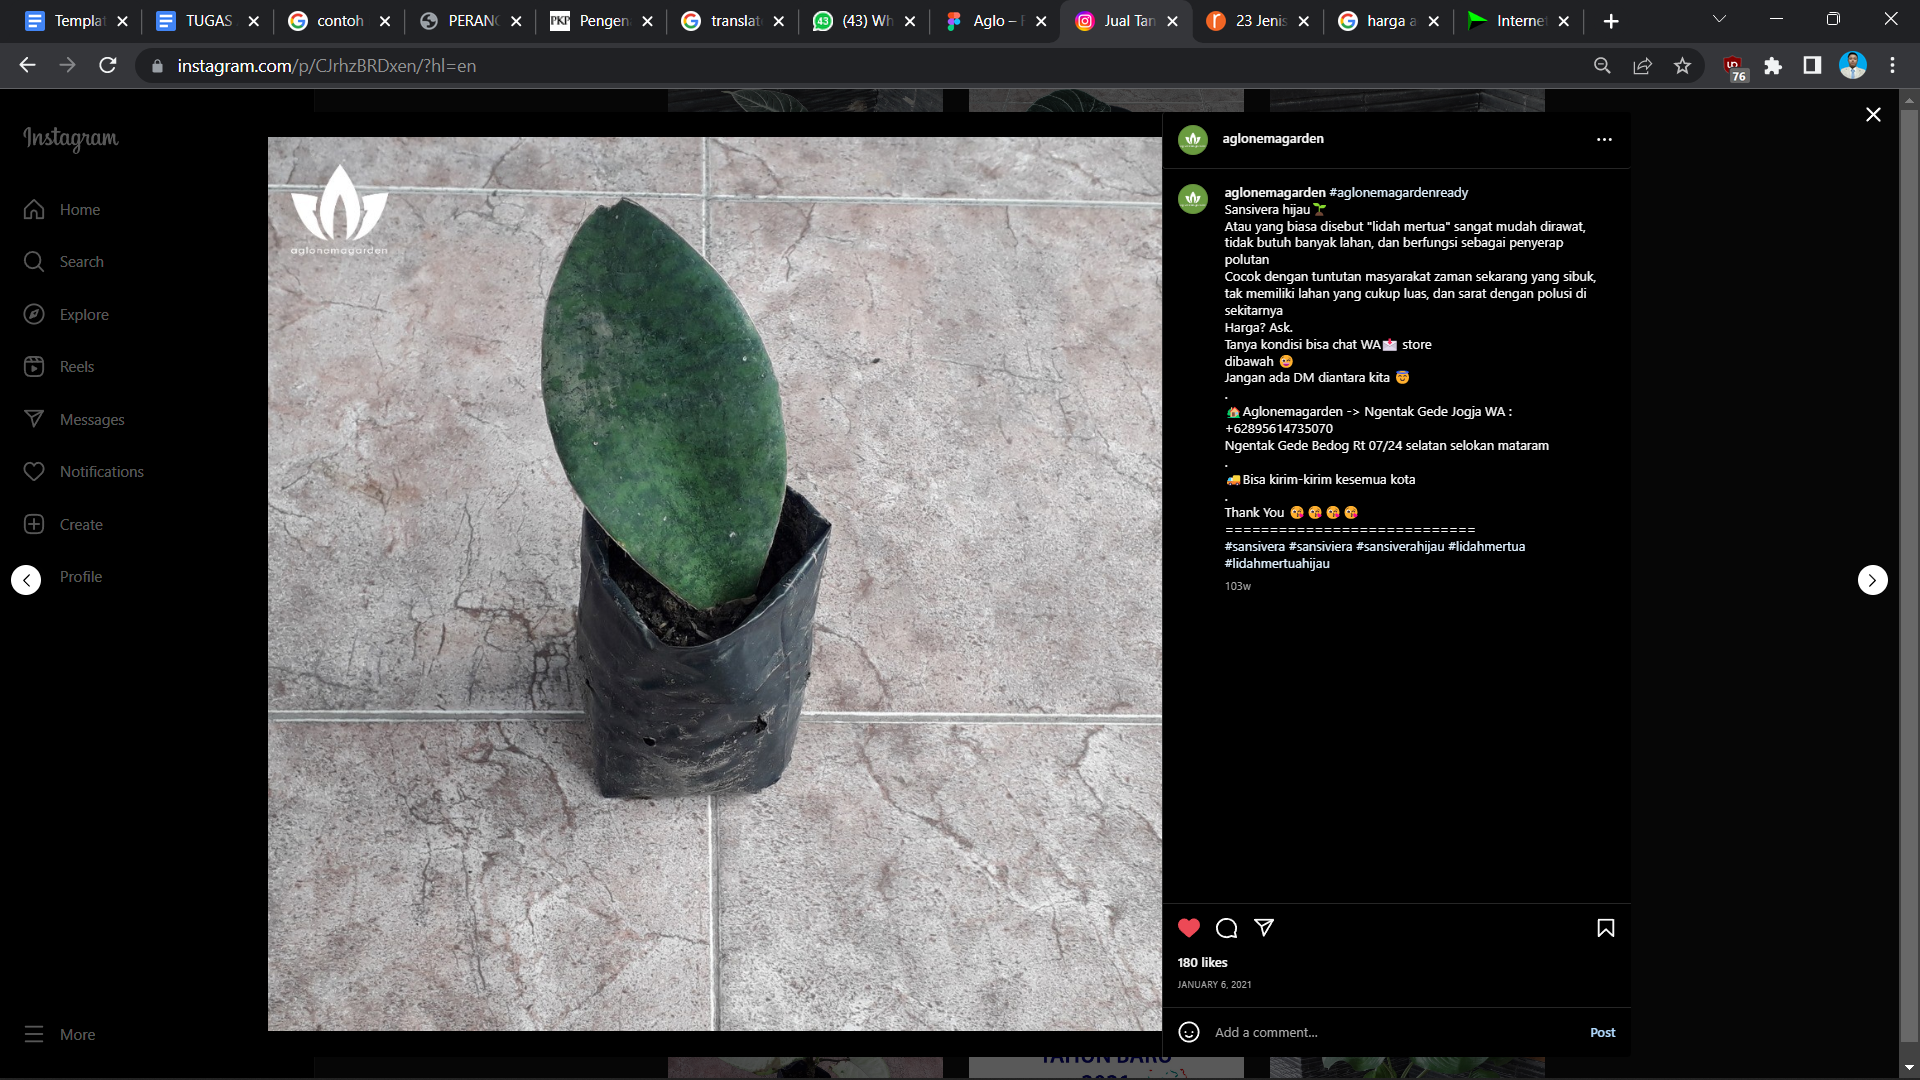 Templat
TUGAS
contoh
PERANC
Pengena
translate
(43) Wh
Aglo – F
Jual Tan
23 Jenis
harga a
Internet
instagram.com/p/CJrhzBRDxen/?hl=en
76
Instagram
Home
Search
Explore
Reels
Messages
Notifications
Create
Profile
More
aglonemagarden
aglonemagarden
aglonemagarden #aglonemagardenready
Sansivera hijau🌱
Atau yang biasa disebut "lidah mertua" sangat mudah dirawat,
tidak butuh banyak lahan, dan berfungsi sebagai penyerap
polutan
Cocok dengan tuntutan masyarakat zaman sekarang yang sibuk,
tak memiliki lahan yang cukup luas, dan sarat dengan polusi di
sekitarnya
Harga? Ask.
Tanya kondisi bisa chat WA📩 store
dibawah 😋
Jangan ada DM diantara kita 😇
.
🏡Aglonemagarden -> Ngentak Gede Jogja WA :
+62895614735070
Ngentak Gede Bedog Rt 07/24 selatan selokan mataram
.
🚚Bisa kirim-kirim kesemua kota
.
Thank You 😘 😘 😘 😘
============================
#sansivera #sansiviera #sansiverahijau #lidahmertua
#lidahmertuahijau
103w
180 likes
JANUARY 6, 2021
Add a comment...
Post
TAHUN BARU
2021